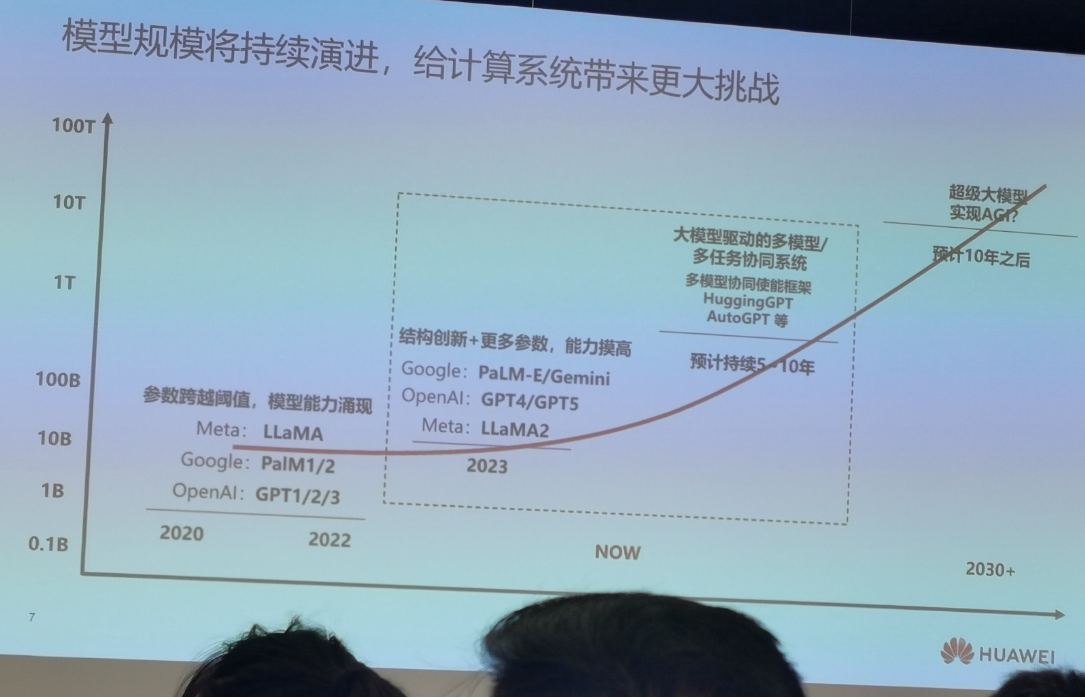 模型规模将持续演进，给计算系统带来更大挑战
100T
10T
1T
100B
10B
1B
0.1B
参数跨越阈值，模型能力涌现
Meta：LLaMA
Google：PalM1/2
OpenAI：GPT1/2/3
2020
2022
结构创新+更多参数，能力摸高
Google：PaLM-E/Gemini
OpenAI：GPT4/GPT5
Meta：LLaMA2
2023
大模型驱动的多模型/
多任务协同系统
多模型协同使能框架
HuggingGPT
AutoGPT 等
预计持续5~10年
超级大模型
实现AGI？
预计10年之后
NOW
2030+
7
HUAWEI